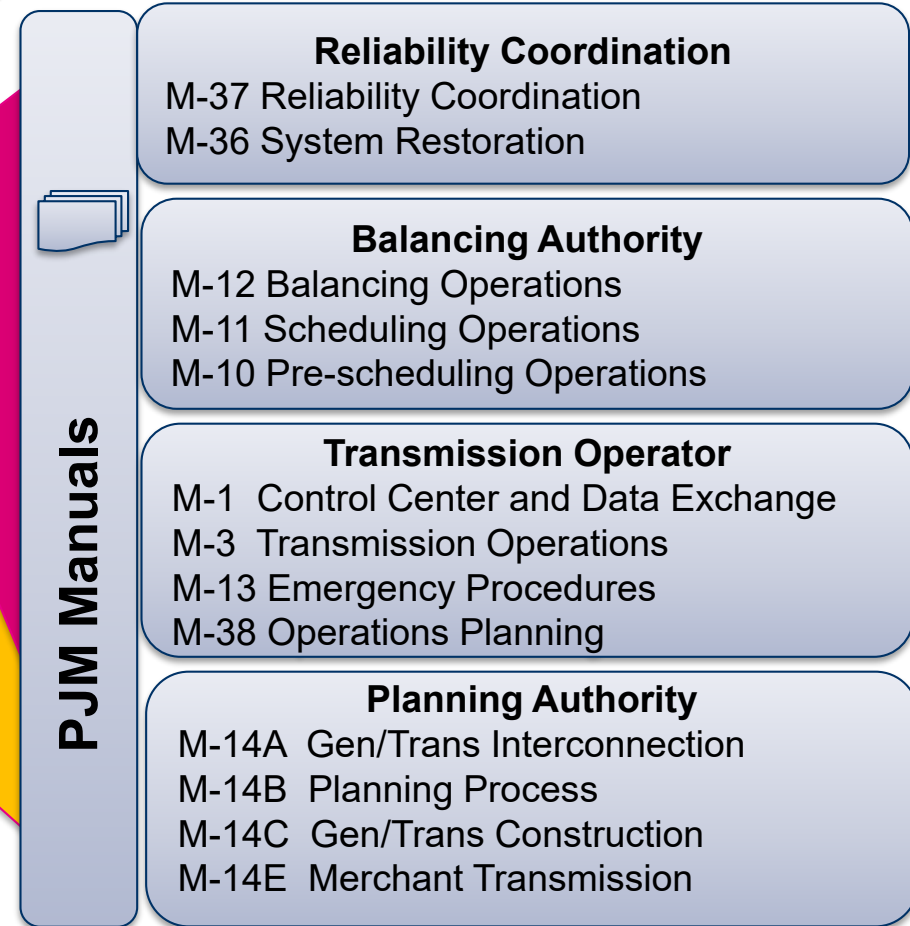 PJM Manuals
Reliability Coordination
M-37 Reliability Coordination
M-36 System Restoration
Balancing Authority
M-12 Balancing Operations
M-11 Scheduling Operations
M-10 Pre-scheduling Operations
Transmission Operator
M-1  Control Center and Data Exchange
M-3  Transmission Operations
M-13 Emergency Procedures
M-38 Operations Planning
Planning Authority
M-14A  Gen/Trans Interconnection
M-14B  Planning Process
M-14C  Gen/Trans Construction
M-14E  Merchant Transmission